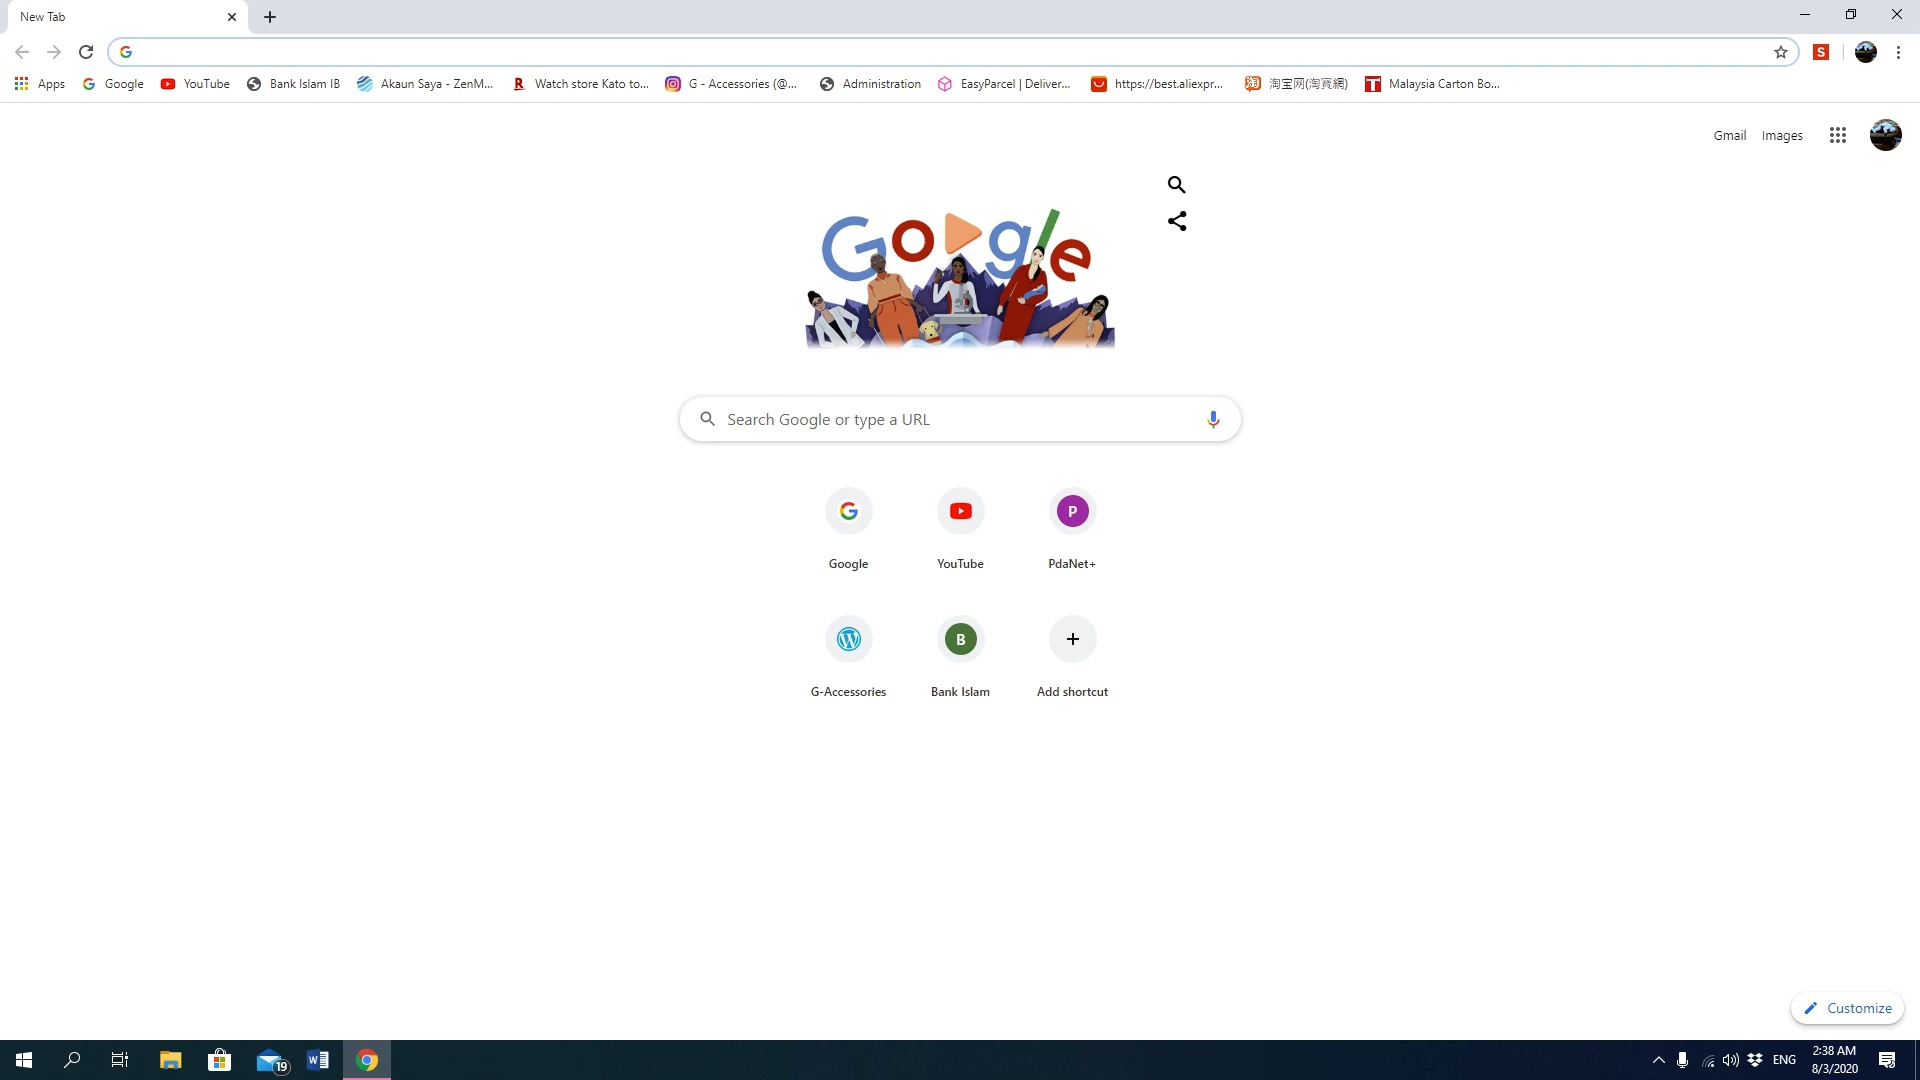 New Tab
Apps Google YouTube Bank Islam IB Akaun Saya - ZenM... Watch store Kato to... G - Accessories (@... Administration EasyParcel | Deliver... https://best.aliexpr... 淘宝网(淘寶網) Malaysia Carton Bo...
Gmail Images
Google
Search Google or type a URL
Google YouTube PdaNet+
G-Accessories Bank Islam Add shortcut
Customize
19 ENG 2:38 AM
8/3/2020